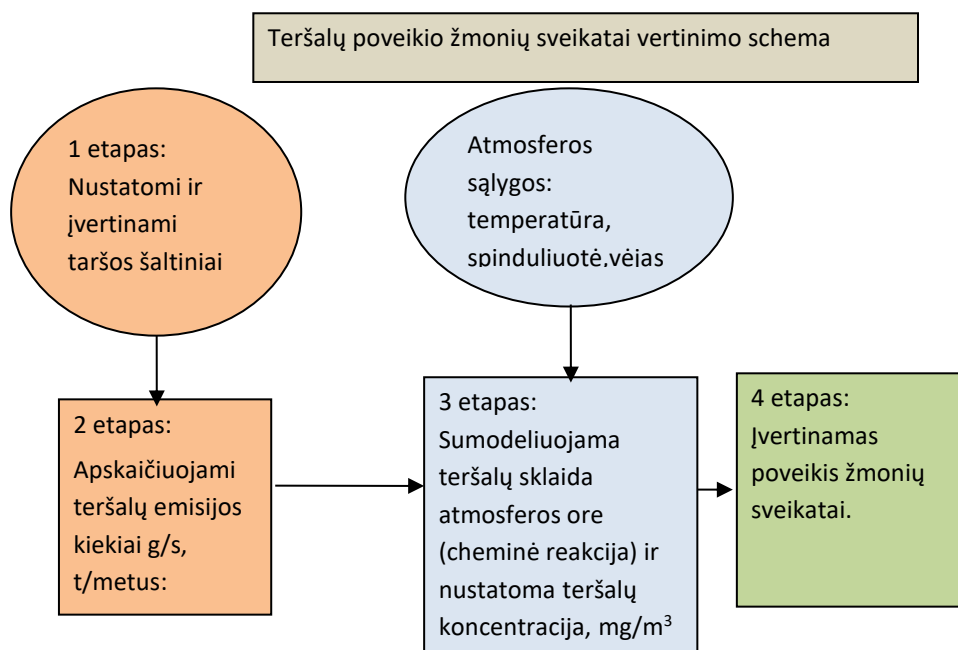 Teršalų poveikio žmonių sveikatai vertinimo schema
1 etapas:
Nustatomi ir
įvertinami
taršos šaltiniai
Atmosferos
sąlygos:
temperatūra,
spinduliuotė,vėjas
2 etapas:
Apskaičiuojami
teršalų emisijos
kiekiai g/s,
t/metus:
3 etapas:
Sumodeliuojama
teršalų sklaida
atmosferos ore
(cheminė reakcija) ir
nustatoma teršalų
koncentracija, mg/m³
4 etapas:
Įvertinamas
poveikis žmonių
sveikatai.